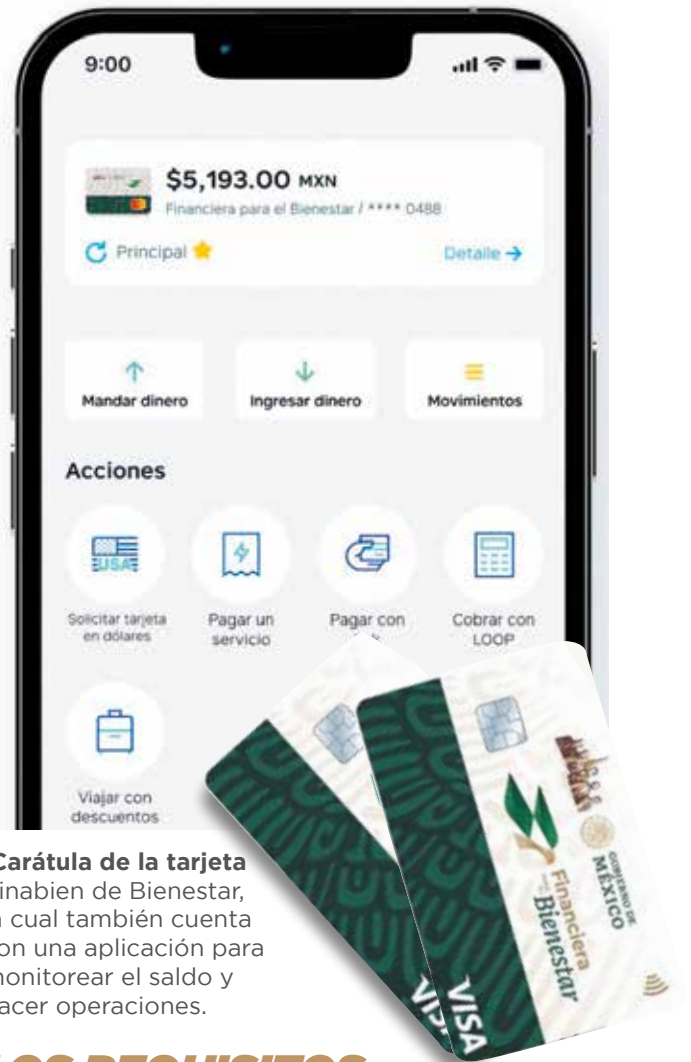 9:00
$5,193.00 MXN
Financiera para el Bienestar / **** 0488
Principal
Detalle →
Mandar dinero
Ingresar dinero
Movimientos
Acciones
USA
Solicitar tarjeta
en dólares
Pagar un
servicio
Pagar con
Cobrar con
LOOP
Viajar con
descuentos
GOBIERNO DE
MÉXICO
Financiera
Bienestar
VISA
VISA
Carátula de la tarjeta
inabien de Bienestar,
a cual también cuenta
on una aplicación para
monitorear el saldo y
acer operaciones.
LOS REQUISITOS